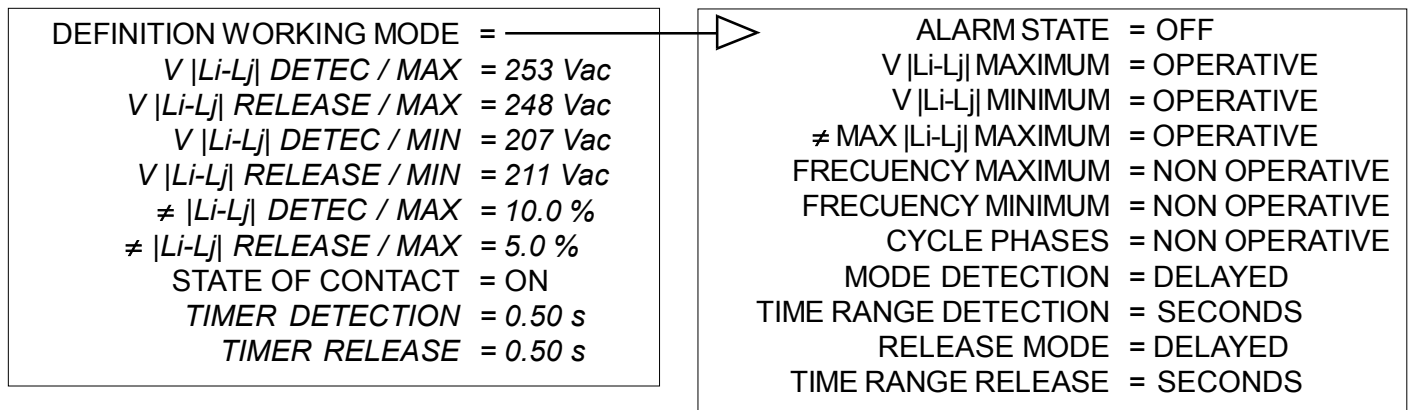 DEFINITION WORKING MODE =
V |Li-Lj| DETEC / MAX = 253 Vac
V |Li-Lj| RELEASE / MAX = 248 Vac
V |Li-Lj| DETEC / MIN = 207 Vac
V |Li-Lj| RELEASE / MIN = 211 Vac
≠ |Li-Lj| DETEC / MAX = 10.0 %
≠ |Li-Lj| RELEASE / MAX = 5.0 %
STATE OF CONTACT = ON
TIMER DETECTION = 0.50 s
TIMER RELEASE = 0.50 s
ALARM STATE = OFF
V |Li-Lj| MAXIMUM = OPERATIVE
V |Li-Lj| MINIMUM = OPERATIVE
≠ MAX |Li-Lj| MAXIMUM = OPERATIVE
FRECUENCY MAXIMUM = NON OPERATIVE
FRECUENCY MINIMUM = NON OPERATIVE
CYCLE PHASES = NON OPERATIVE
MODE DETECTION = DELAYED
TIME RANGE DETECTION = SECONDS
RELEASE MODE = DELAYED
TIME RANGE RELEASE = SECONDS